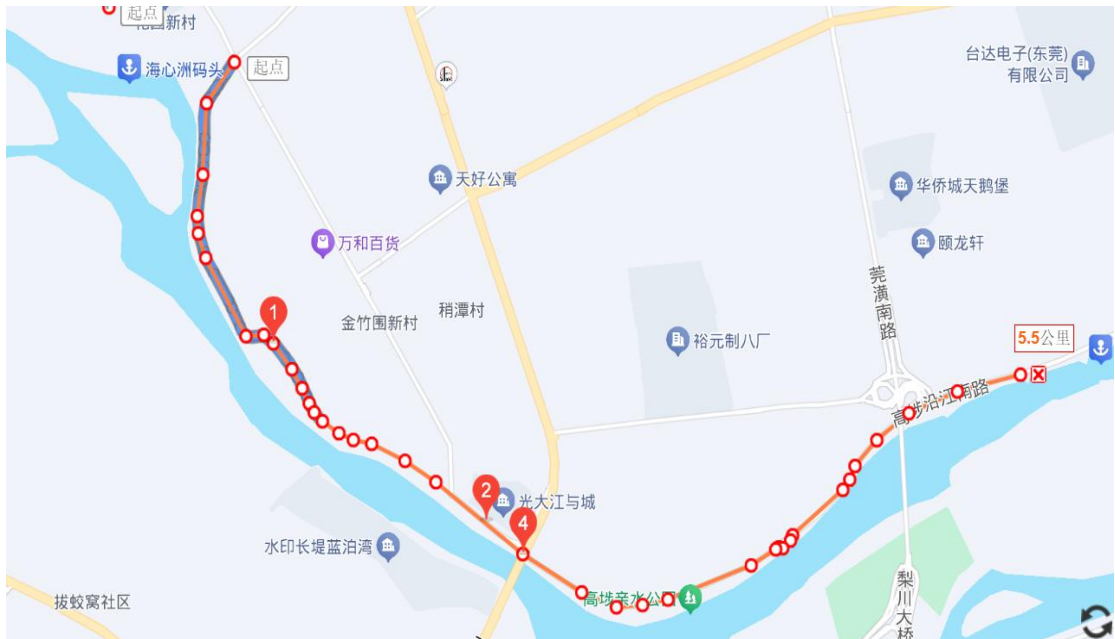 起点
花园新村
海心洲码头
起点
台达电子(东莞)
有限公司
天好公寓
华侨城天鹅堡
万和百货
颐龙轩
莞潢南路
1
金竹围新村
稍潭村
裕元制八厂
5.5公里
高埗沿江南路
2
光大江与城
4
水印长堤蓝泊湾
高埗亲水公园
拔蛟窝社区
梨川大桥